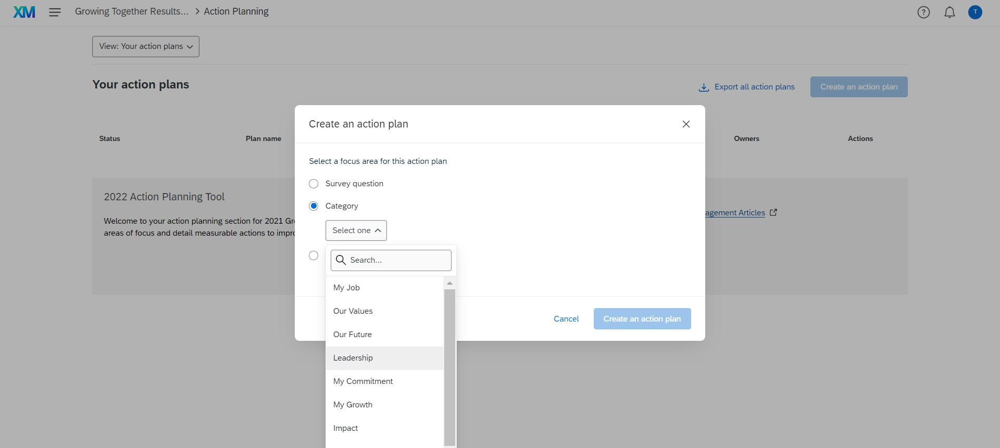 XM
Growing Together Results... > Action Planning
?
T
View: Your action plans
Your action plans
Export all action plans
Create an action plan
Status
Plan name
Owners
Actions
2022 Action Planning Tool
Welcome to your action planning section for 2021
areas of focus and detail measurable actions to
agement Articles
Create an action plan
Select a focus area for this action plan
Survey question
Category
Select one
Search...
My Job
Our Values
Our Future
Leadership
My Commitment
My Growth
Impact
Cancel
Create an action plan